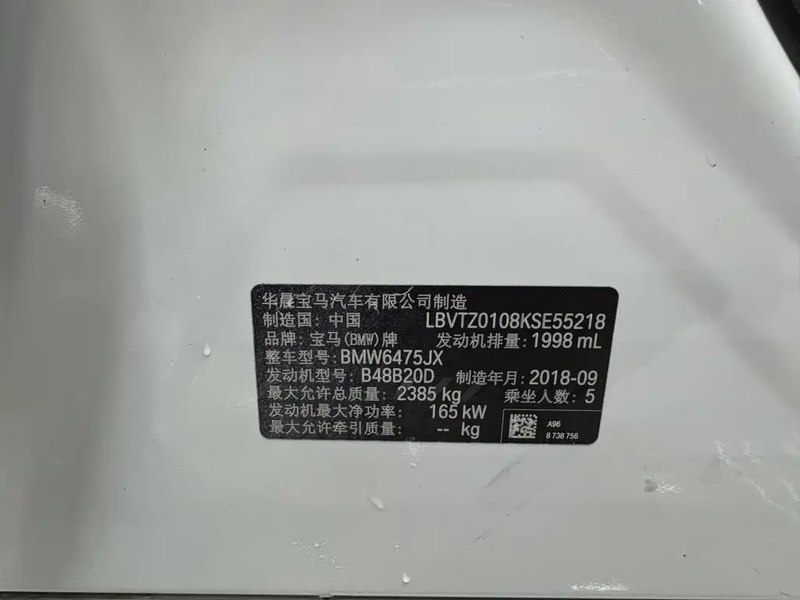 华晨宝马汽车有限公司制造
制造国：中国 LBVTZ0108KSE55218
品牌：宝马(BMW)牌 发动机排量：1998 mL
整车型号：BMW6475JX
发动机型号：B48B20D 制造年月：2018-09
最大允许总质量：2385 kg 乘坐人数：5
发动机最大净功率：165 kW
最大允许牵引质量：-- kg
A96
8 738 756